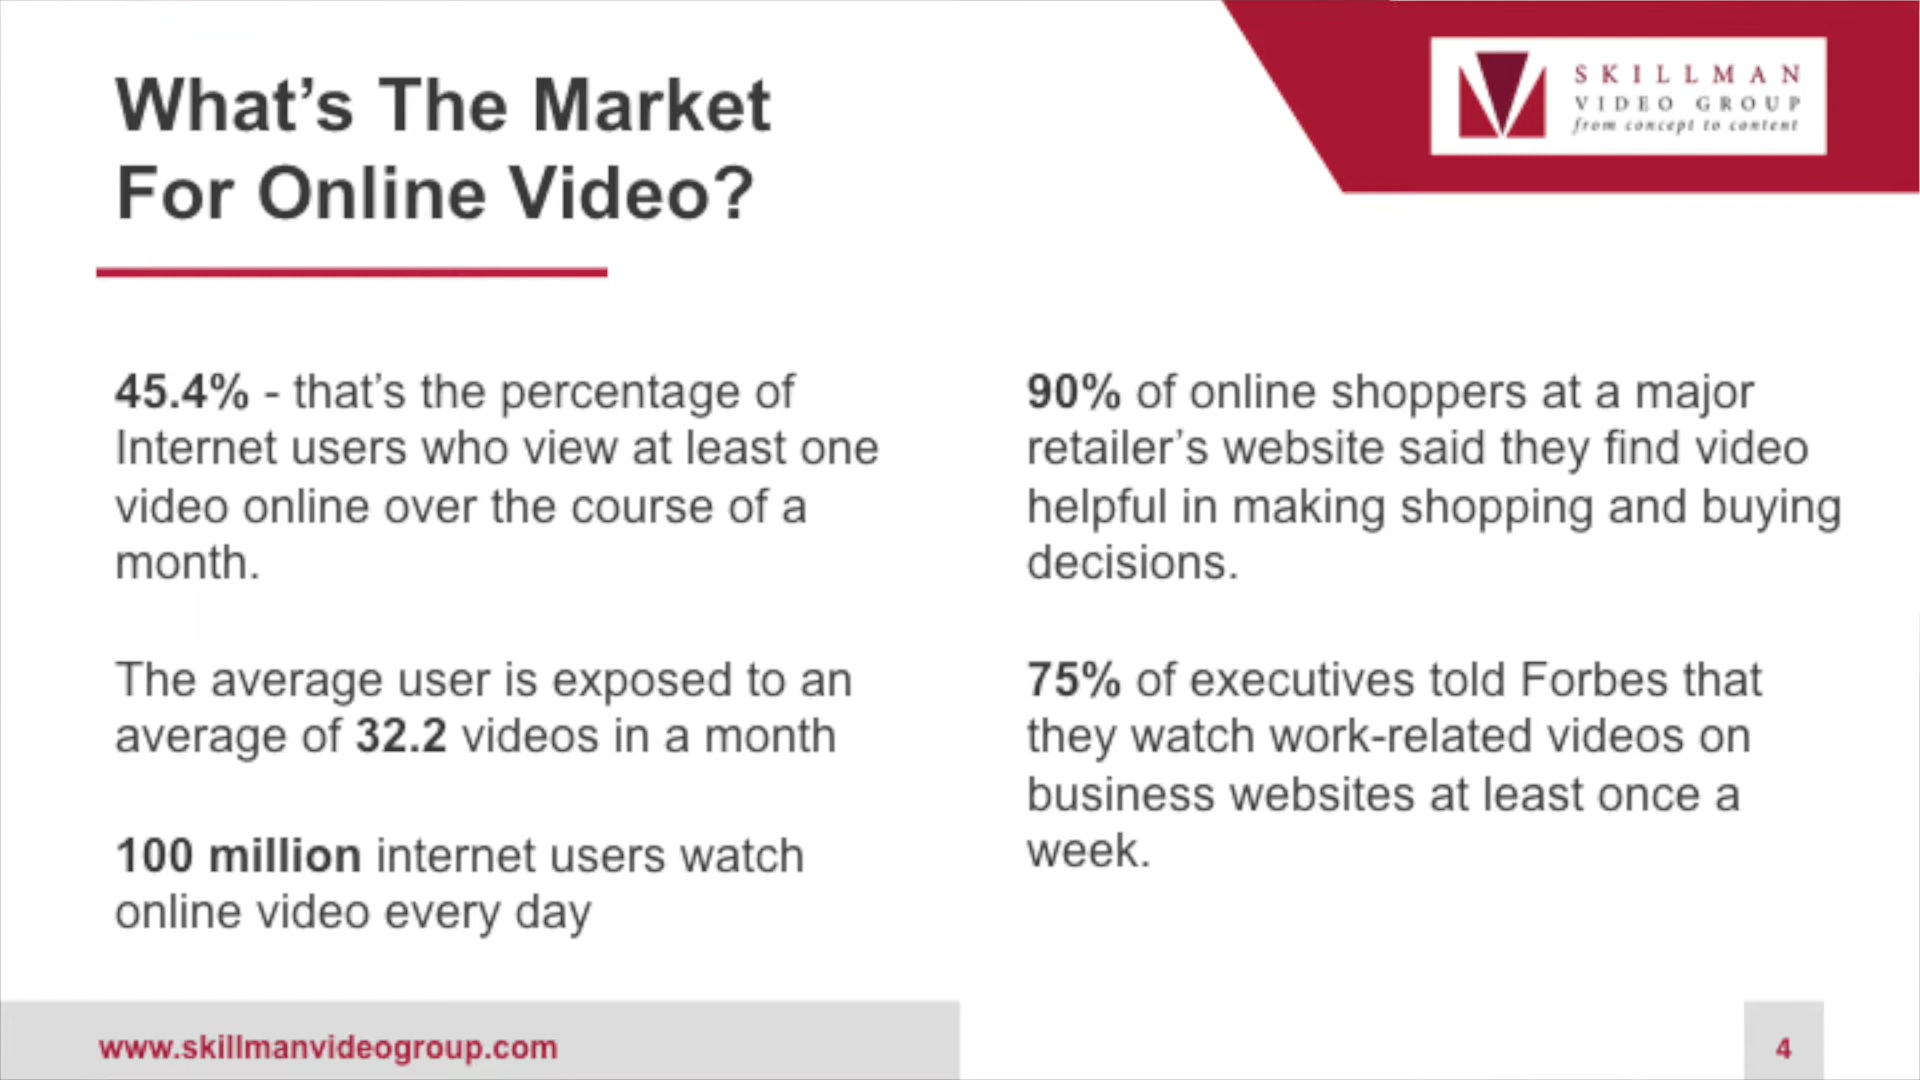 What’s The Market
For Online Video?
SKILLMAN
VIDEO GROUP
from concept to content
45.4% - that’s the percentage of
Internet users who view at least one
video online over the course of a
month.
The average user is exposed to an
average of 32.2 videos in a month
100 million internet users watch
online video every day
90% of online shoppers at a major
retailer’s website said they find video
helpful in making shopping and buying
decisions.
75% of executives told Forbes that
they watch work-related videos on
business websites at least once a
week.
www.skillmanvideogroup.com
4